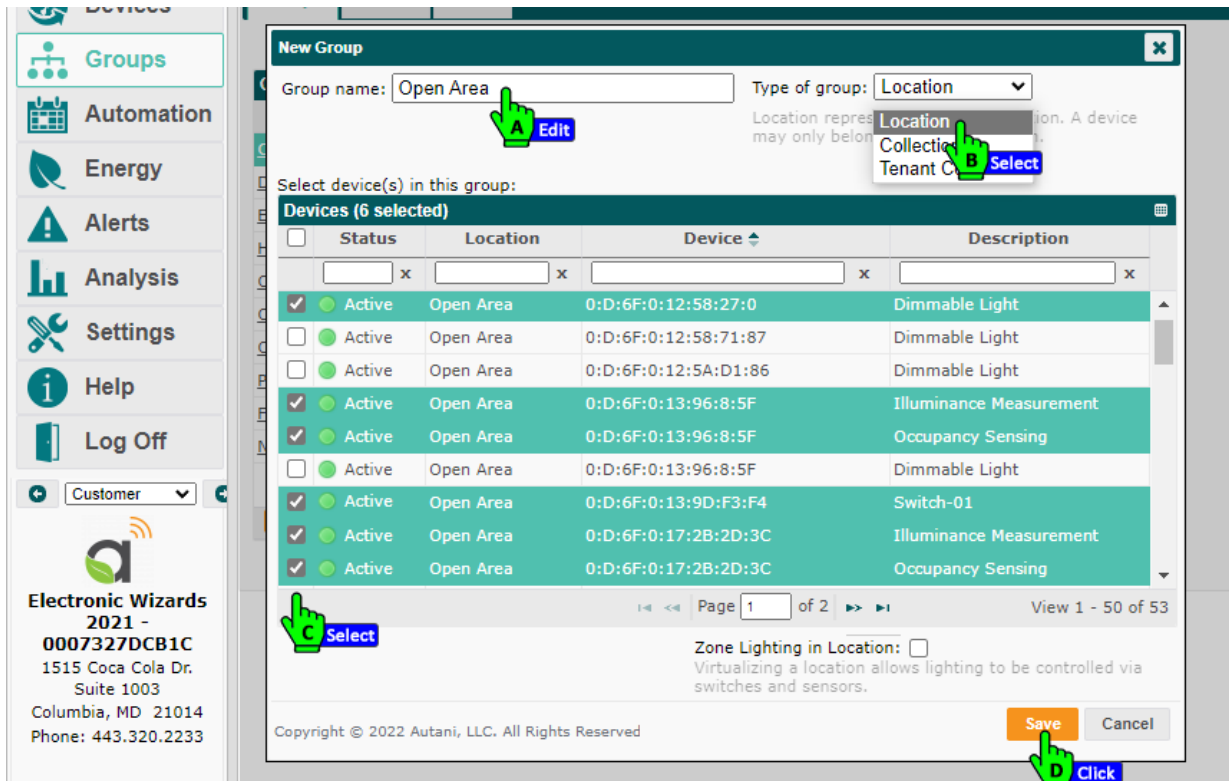 Devices
Groups
Automation
Energy
Alerts
Analysis
Settings
Help
Log Off
Customer
Electronic Wizards
2021 -
0007327DCB1C
1515 Coca Cola Dr.
Suite 1003
Columbia, MD 21014
Phone: 443.320.2233
New Group
Group name: Open Area
A Edit
Type of group: Location
Location
B Select
Location repres
ion. A device
may only belon
Select device(s) in this group:
Devices (6 selected)
Status Location Device Description
x x x x
Active Open Area 0:D:6F:0:12:58:27:0 Dimmable Light
Active Open Area 0:D:6F:0:12:58:71:87 Dimmable Light
Active Open Area 0:D:6F:0:12:5A:D1:86 Dimmable Light
Active Open Area 0:D:6F:0:13:96:8:5F Illuminance Measurement
Active Open Area 0:D:6F:0:13:96:8:5F Occupancy Sensing
Active Open Area 0:D:6F:0:13:96:8:5F Dimmable Light
Active Open Area 0:D:6F:0:13:9D:F3:F4 Switch-01
Active Open Area 0:D:6F:0:17:2B:2D:3C Illuminance Measurement
Active Open Area 0:D:6F:0:17:2B:2D:3C Occupancy Sensing
C Select
Page 1 of 2
View 1 - 50 of 53
Zone Lighting in Location:
Virtualizing a location allows lighting to be controlled via
switches and sensors.
Copyright © 2022 Autani, LLC. All Rights Reserved
Save Cancel
D Click